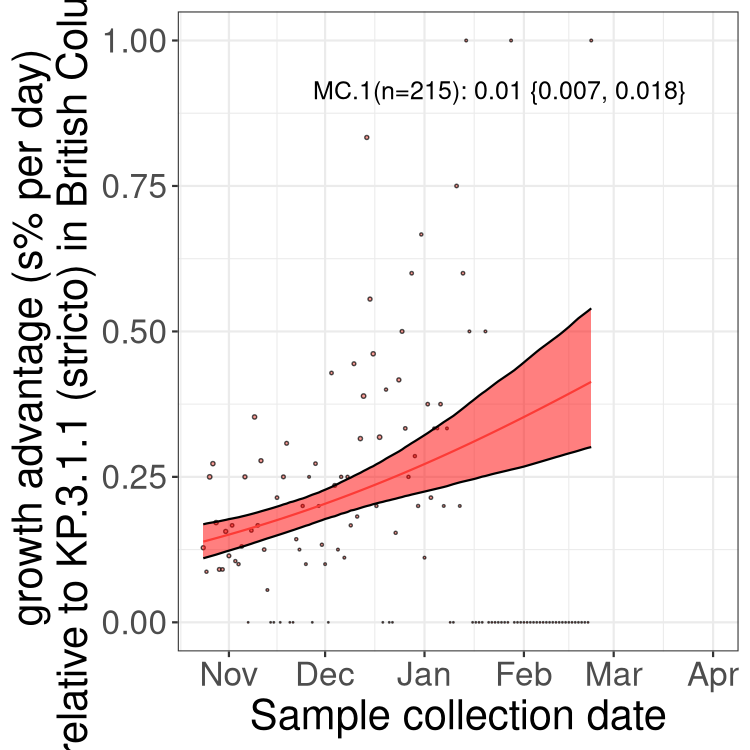 growth advantage (s% per day)
relative to KP.3.1.1 (stricto) in British Colu
1.00
0.75
0.50
0.25
0.00
MC.1(n=215): 0.01 {0.007, 0.018}
Nov Dec Jan Feb Mar Apr
Sample collection date